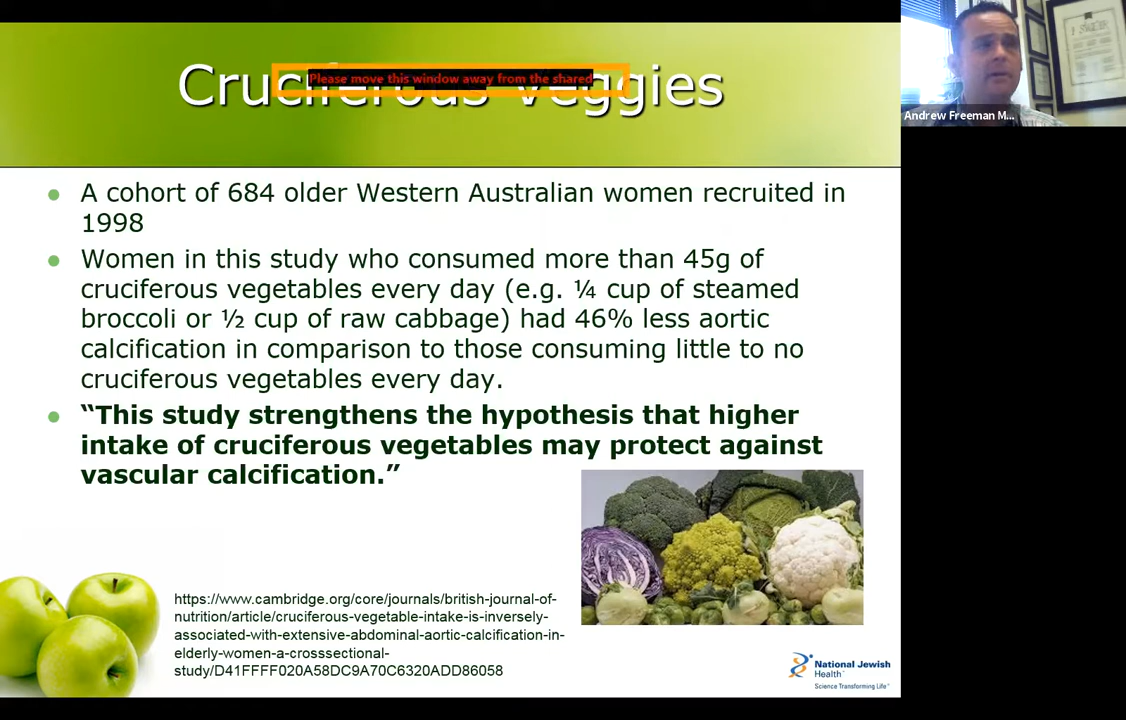 Cruciferous Veggies
Please move this window away from the shared
Andrew Freeman M...
A cohort of 684 older Western Australian women recruited in
1998
Women in this study who consumed more than 45g of
cruciferous vegetables every day (e.g. ¼ cup of steamed
broccoli or ½ cup of raw cabbage) had 46% less aortic
calcification in comparison to those consuming little to no
cruciferous vegetables every day.
“This study strengthens the hypothesis that higher
intake of cruciferous vegetables may protect against
vascular calcification.”
https://www.cambridge.org/core/journals/british-journal-of-
nutrition/article/cruciferous-vegetable-intake-is-inversely-
associated-with-extensive-abdominal-aortic-calcification-in-
elderly-women-a-crosssectional-
study/D41FFFF020A58DC9A70C6320ADD86058
National Jewish
Health®
Science Transforming Life®